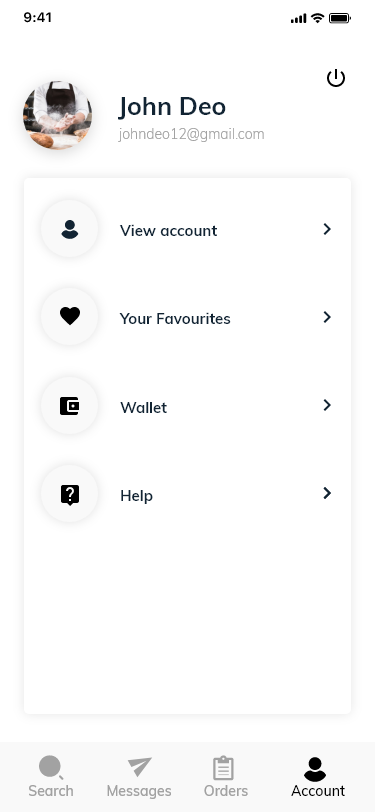 9:41
John Deo
johndeo12@gmail.com
View account
Your Favourites
Wallet
Help
Search
Messages
Orders
Account